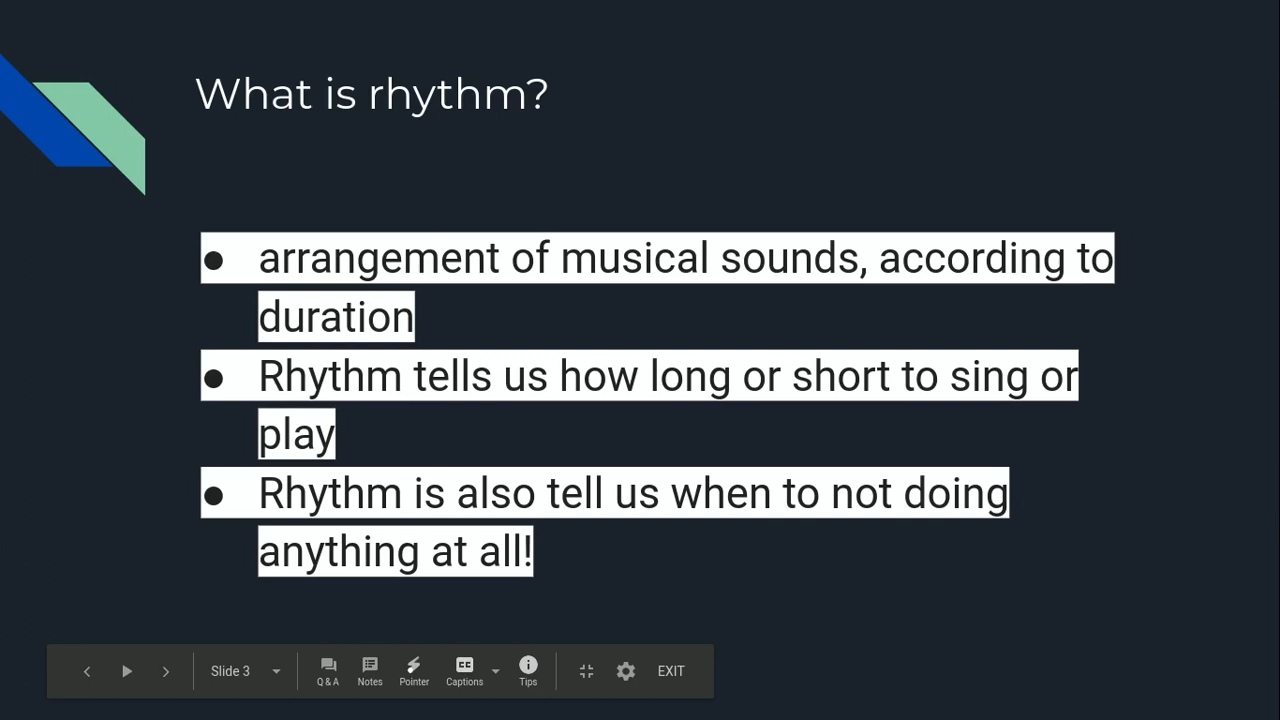 What is rhythm?
● arrangement of musical sounds, according to
duration
● Rhythm tells us how long or short to sing or
play
● Rhythm is also tell us when to not doing
anything at all!
Slide 3 Q & A Notes Pointer CC Captions Tips EXIT